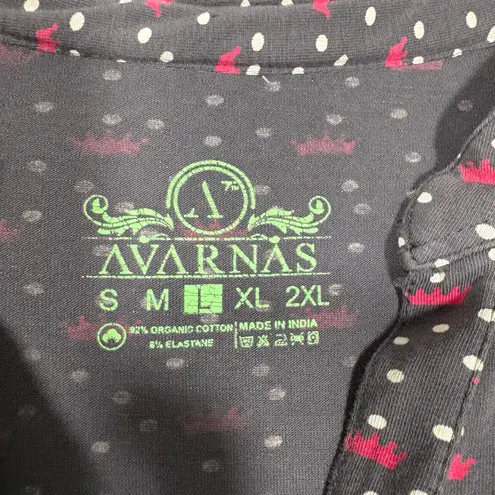 A
AVARNAS
S M L XL 2XL
92% ORGANIC COTTON MADE IN INDIA
8% ELASTANE